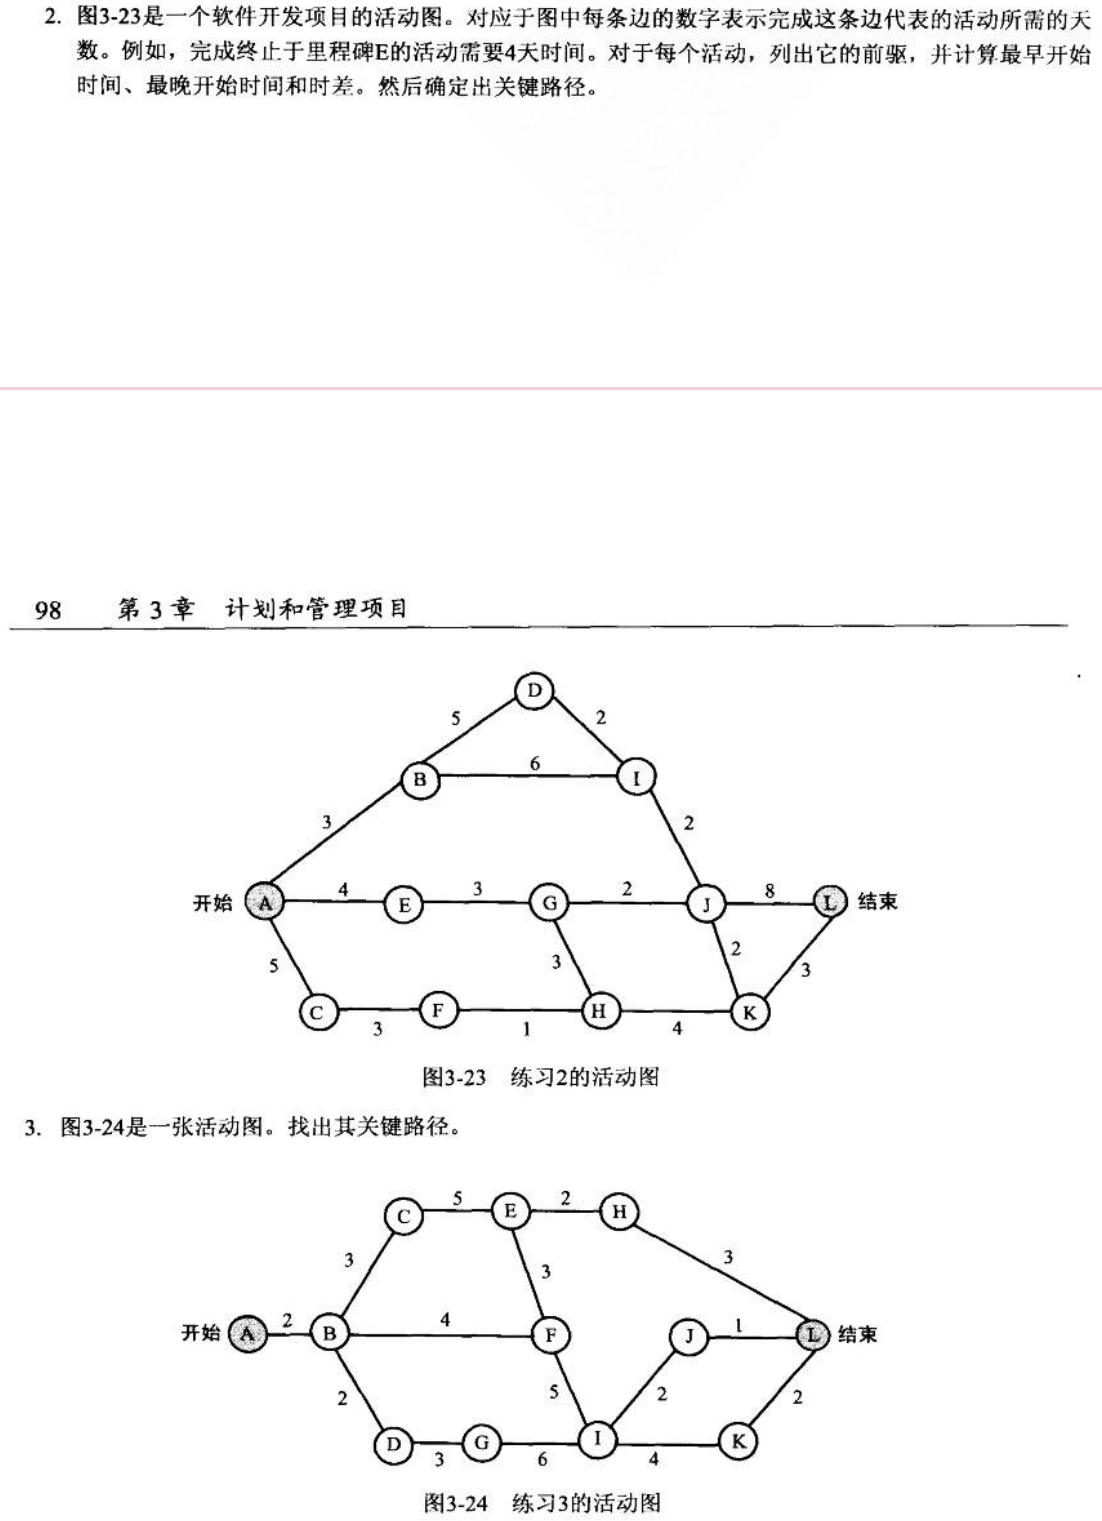 2. 图3-23是一个软件开发项目的活动图。对应于图中每条边的数字表示完成这条边代表的活动所需的天
数。例如，完成终止于里程碑E的活动需要4天时间。对于每个活动，列出它的前驱，并计算最早开始
时间、最晚开始时间和时差。然后确定出关键路径。
98 第 3 章 计划和管理项目
D
5 2
B 6 I
3 2
开始 A 4 E 3 G 2 J 8 L 结束
5 3 2 3
C 3 F 1 H 4 K
图3-23 练习2的活动图
3. 图3-24是一张活动图。找出其关键路径。
C 5 E 2 H
3 3 3
开始 A 2 B 4 F J 1 L 结束
2 5 2 2
D 3 G 6 I 4 K
图3-24 练习3的活动图